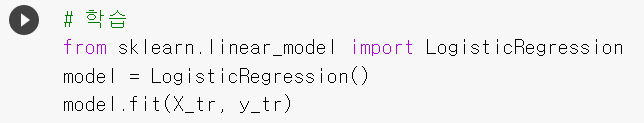 # 학습
from sklearn.linear_model import LogisticRegression
model = LogisticRegression()
model.fit(X_tr, y_tr)